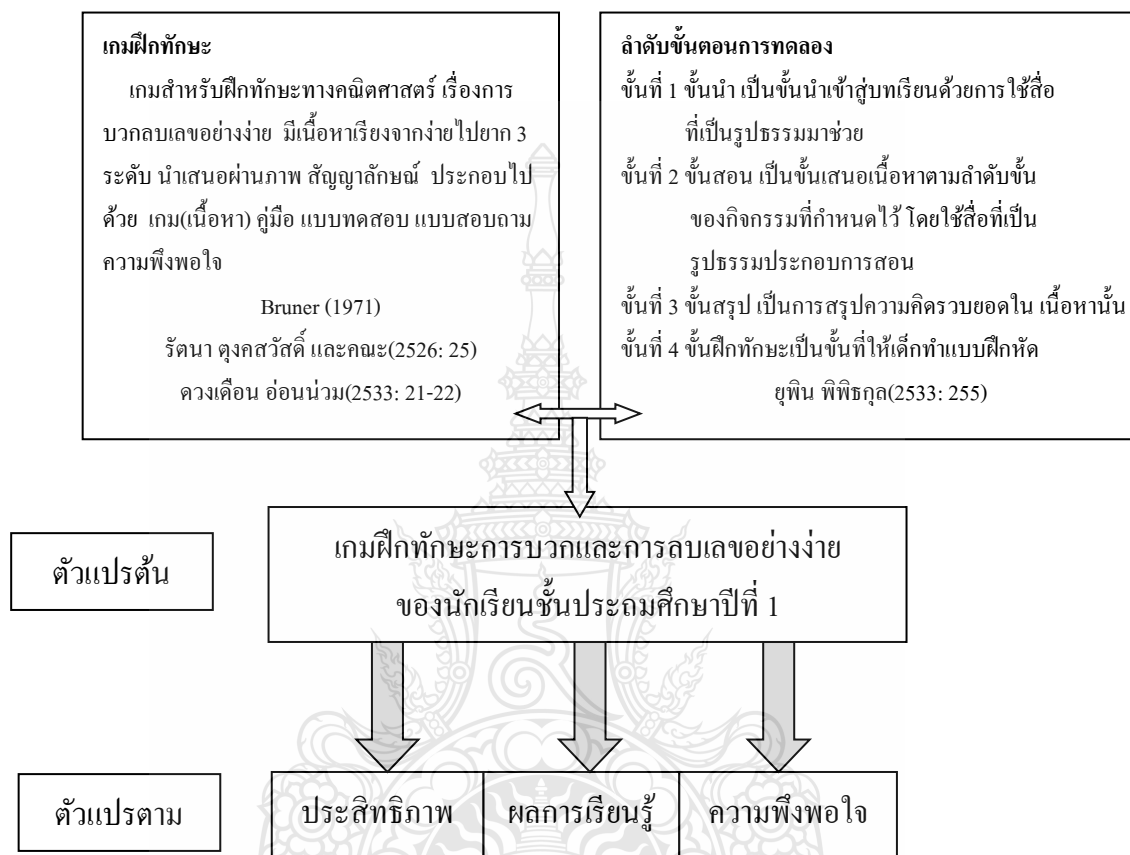 เกมฝึกทักษะ
เกมสำหรับฝึกทักษะทางคณิตศาสตร์ เรื่องการ
บวกลบเลขอย่างง่าย มีเนื้อหาเรียงจากง่ายไปยาก 3
ระดับ นำเสนอผ่านภาพ สัญญาลักษณ์ ประกอบไป
ด้วย เกม(เนื้อหา) คู่มือ แบบทดสอบ แบบสอบถาม
ความพึงพอใจ
Bruner (1971)
รัตนา ตุงคสวัสดิ์ และคณะ(2526: 25)
ดวงเดือน อ่อนน่วม(2533: 21-22)
ลำดับขั้นตอนการทดลอง
ขั้นที่ 1 ขั้นนำ เป็นขั้นนำเข้าสู่บทเรียนด้วยการใช้สื่อ
ที่เป็นรูปธรรมมาช่วย
ขั้นที่ 2 ขั้นสอน เป็นขั้นเสนอเนื้อหาตามลำดับขั้น
ของกิจกรรมที่กำหนดไว้ โดยใช้สื่อที่เป็น
รูปธรรมประกอบการสอน
ขั้นที่ 3 ขั้นสรุป เป็นการสรุปความคิดรวบยอดใน เนื้อหานั้น
ขั้นที่ 4 ขั้นฝึกทักษะเป็นขั้นที่ให้เด็กทำแบบฝึกหัด
ยุพิน พิพิธกุล(2533: 255)
ตัวแปรต้น
เกมฝึกทักษะการบวกและการลบเลขอย่างง่าย
ของนักเรียนชั้นประถมศึกษาปีที่ 1
ตัวแปรตาม
ประสิทธิภาพ
ผลการเรียนรู้
ความพึงพอใจ